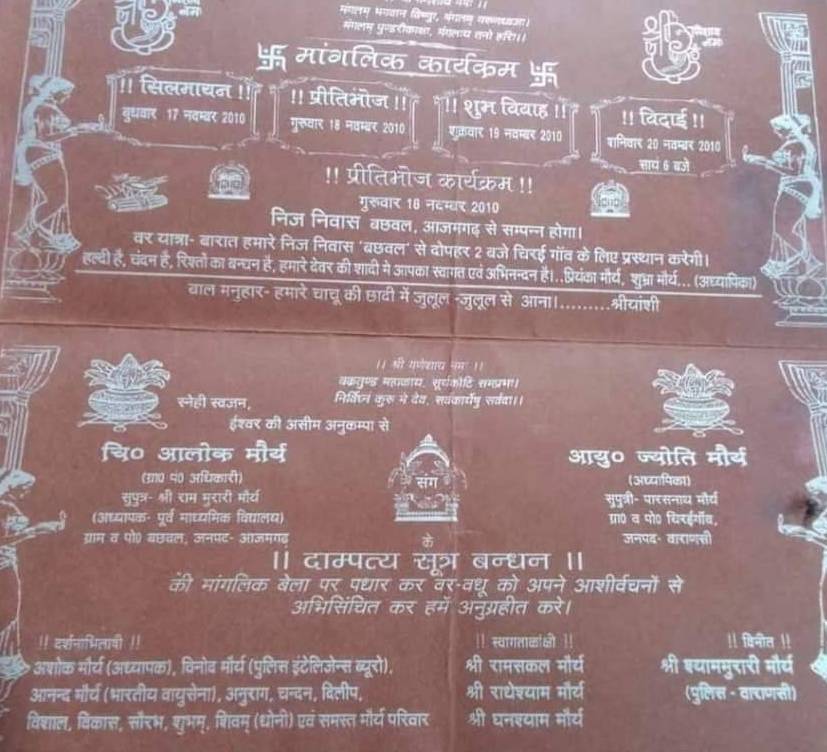 मंगलम् भगवान विष्णु, मंगलम् गरुणध्वजा।
मंगलम् पुण्डरीकाक्षा, मंगलाय तनो हरिः।।
卐 मांगलिक कार्यक्रम 卐
!! सिलमायन !!
बुधवार 17 नवम्बर 2010
!! प्रीतिभोज !!
गुरूवार 18 नवम्बर 2010
!! शुभ विवाह !!
शुक्रवार 19 नवम्बर 2010
!! विदाई !!
शनिवार 20 नवम्बर 2010
सायं 6 बजे
!! प्रीतिभोज कार्यक्रम !!
गुरूवार 18 नवम्बर 2010
निज निवास बछवल, आजमगढ़ से सम्पन्न होगा।
वर यात्रा- बारात हमारे निज निवास 'बछवल' से दोपहर 2 बजे चिरई गॉव के लिए प्रस्थान करेगी।
हल्दी है, चंदन है, रिश्तों का बन्धन है, हमारे देवर की शादी मे आपका स्वागत एवं अभिनन्दन है।..प्रियंका मौर्य, शुभ्रा मौर्य... (अध्यापिका)
बाल मनुहार- हमारे चाचू की छादी में जुलूल -जुलूल से आना।.........श्रीयांशी
।। श्री गणेशाय नमः ।।
वक्रतुण्ड महाकाय, सूर्यकोटि समप्रभः।
निर्विघ्नं कुरू मे देव, सर्वकार्येषु सर्वदा।।
स्नेही स्वजन,
ईश्वर की असीम अनुकम्पा से
चि० आलोक मौर्य
(ग्रा० पं० अधिकारी)
सुपुत्र- श्री राम मुरारी मौर्य
(अध्यापक- पूर्व माध्यमिक विद्यालय)
ग्राम व पो० बछवल, जनपद- आजमगढ़
संग
आयु० ज्योति मौर्य
(अध्यापिका)
सुपुत्री- पारसनाथ मौर्य
ग्रा० व पो० चिरईगाँव,
जनपद- वाराणसी
के
।। दाम्पत्य सूत्र बन्धन ।।
की मांगलिक बेला पर पधार कर वर-वधू को अपने आशीर्वचनों से
अभिसिंचित कर हमें अनुग्रहीत करे।
!! दर्शनाभिलाषी !!
अशोक मौर्य (अध्यापक), विनोद मौर्य (पुलिस इंटेलिजेन्स ब्यूरो),
आनन्द मौर्य (भारतीय वायुसेना), अनुराग, चन्दन, दिलीप,
विशाल, विकास, सौरभ, शुभम्, शिवम् (धोनी) एवं समस्त मौर्य परिवार
!! स्वागताकांक्षी !!
श्री रामसकल मौर्य
श्री राधेश्याम मौर्य
श्री घनश्याम मौर्य
!! विनीत !!
श्री श्याममुरारी मौर्य
(पुलिस - वाराणसी)